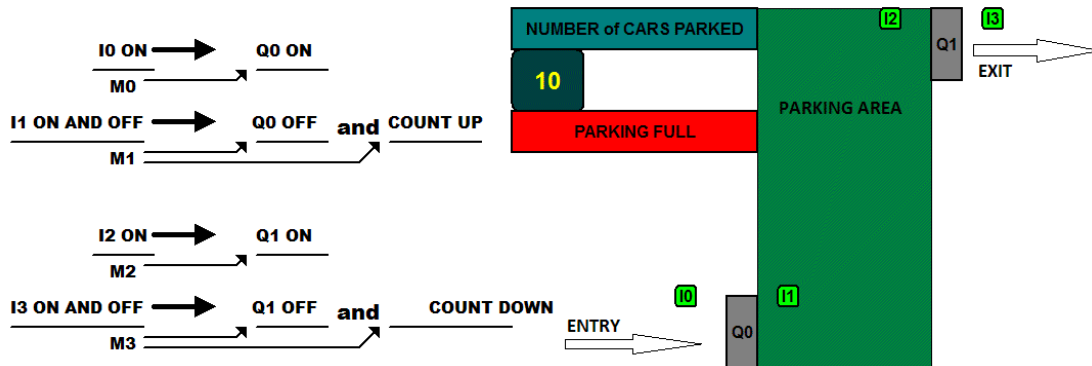 I0 ON Q0 ON
M0
I1 ON AND OFF Q0 OFF and COUNT UP
M1
I2 ON Q1 ON
M2
I3 ON AND OFF Q1 OFF and COUNT DOWN
M3
NUMBER of CARS PARKED
10
PARKING FULL
I2
Q1
I3
EXIT
PARKING AREA
I0
I1
ENTRY
Q0